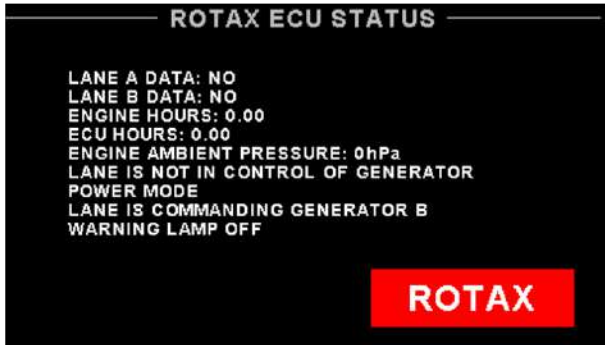 ROTAX ECU STATUS
LANE A DATA: NO
LANE B DATA: NO
ENGINE HOURS: 0.00
ECU HOURS: 0.00
ENGINE AMBIENT PRESSURE: 0hPa
LANE IS NOT IN CONTROL OF GENERATOR
POWER MODE
LANE IS COMMANDING GENERATOR B
WARNING LAMP OFF
ROTAX